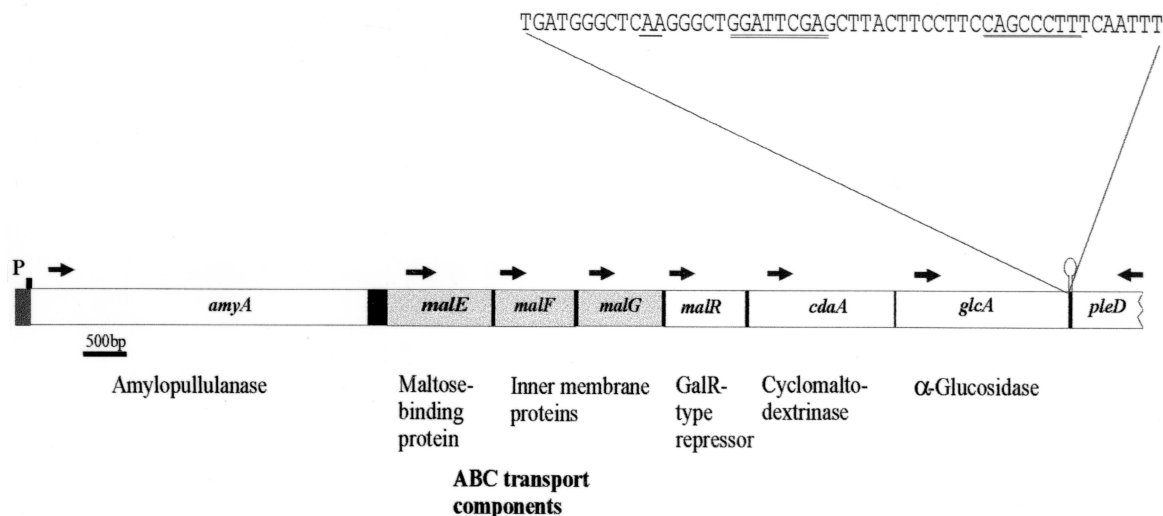 TGATGGGCTCAAGGGCTGGATTCGAGCTTACTTCCTTCCAGCCCTTTCAATTT
P
amyA malE malF malG malR cdaA glcA pleD
500bp
Amylopullulanase
Maltose-
binding
protein
Inner membrane
proteins
GalR-
type
repressor
Cyclomalto-
dextrinase
α-Glucosidase
ABC transport
components